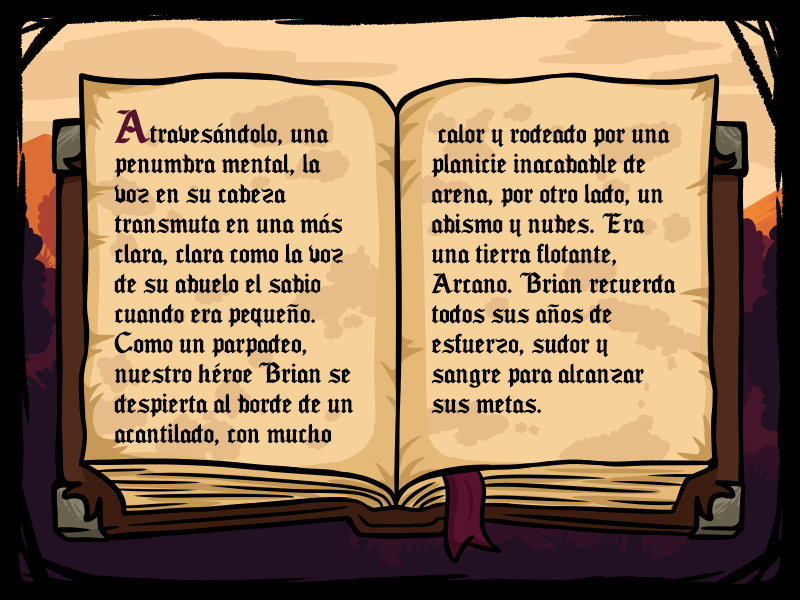 Atravesándolo, una
penumbra mental, la
voz en su cabeza
transmuta en una más
clara, clara como la voz
de su abuelo el sabio
cuando era pequeño.
Como un parpadeo,
nuestro héroe Brian se
despierta al borde de un
acantilado, con mucho
calor y rodeado por una
planicie inacabable de
arena, por otro lado, un
abismo y nubes. Era
una tierra flotante,
Arcano. Brian recuerda
todos sus años de
esfuerzo, sudor y
sangre para alcanzar
sus metas.